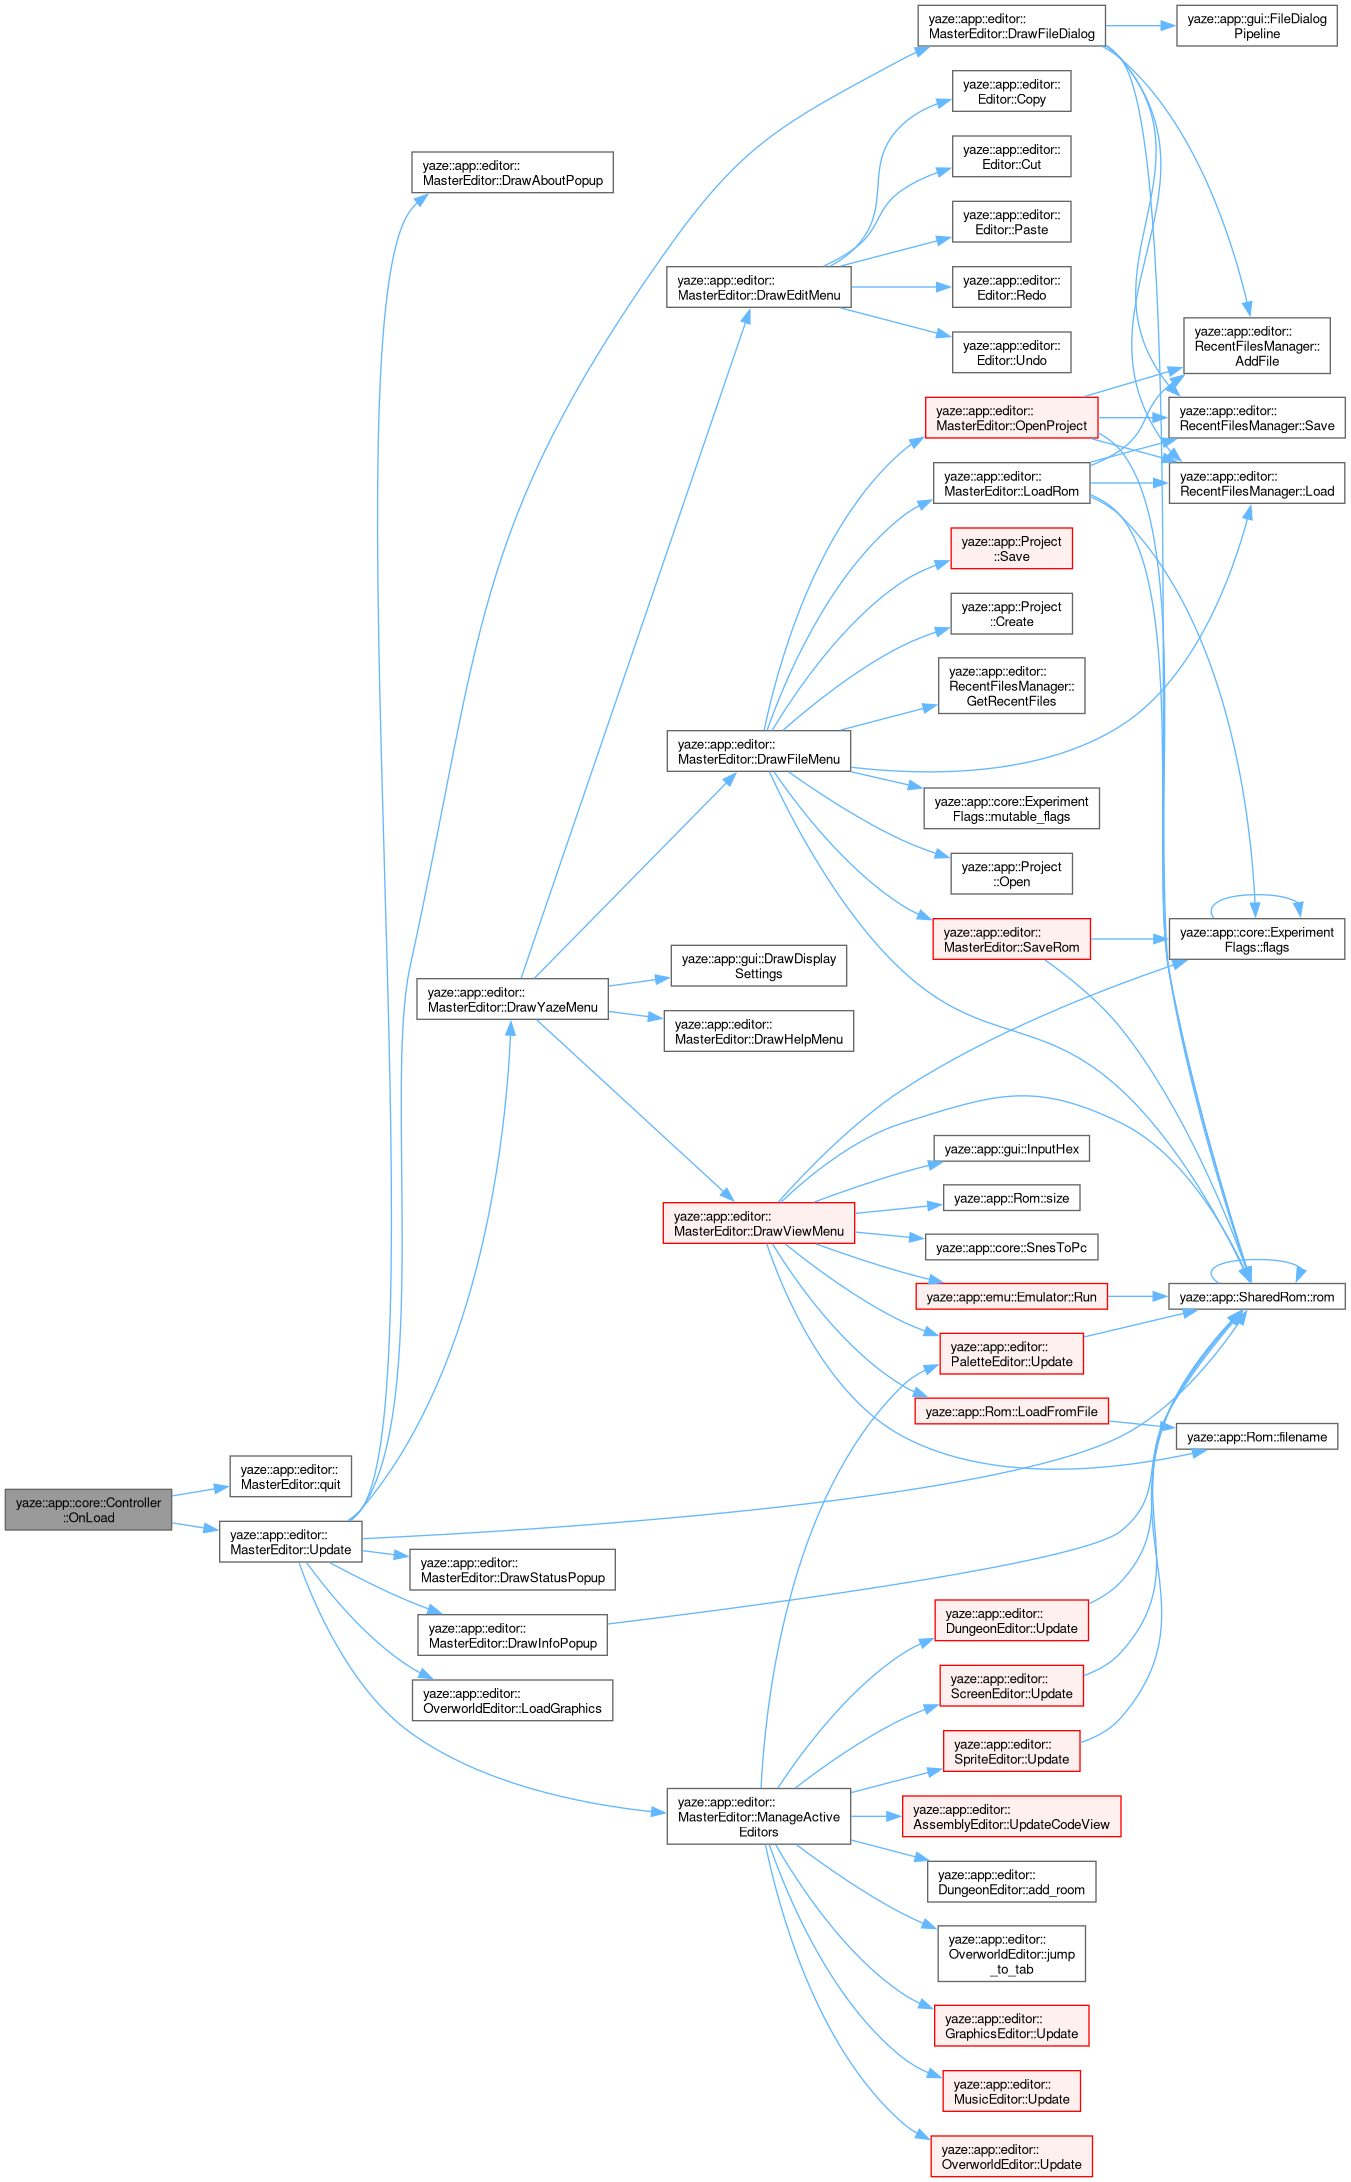 yaze::app::editor::
MasterEditor::DrawFileDialog
yaze::app::gui::FileDialog
Pipeline
yaze::app::editor::
Editor::Copy
yaze::app::editor::
Editor::Cut
yaze::app::editor::
MasterEditor::DrawAboutPopup
yaze::app::editor::
Editor::Paste
yaze::app::editor::
MasterEditor::DrawEditMenu
yaze::app::editor::
Editor::Redo
yaze::app::editor::
Editor::Undo
yaze::app::editor::
RecentFilesManager::
AddFile
yaze::app::editor::
MasterEditor::OpenProject
yaze::app::editor::
RecentFilesManager::Save
yaze::app::editor::
MasterEditor::LoadRom
yaze::app::editor::
RecentFilesManager::Load
yaze::app::Project
::Save
yaze::app::Project
::Create
yaze::app::editor::
RecentFilesManager::
GetRecentFiles
yaze::app::editor::
MasterEditor::DrawFileMenu
yaze::app::core::Experiment
Flags::mutable_flags
yaze::app::Project
::Open
yaze::app::editor::
MasterEditor::SaveRom
yaze::app::core::Experiment
Flags::flags
yaze::app::gui::DrawDisplay
Settings
yaze::app::editor::
MasterEditor::DrawYazeMenu
yaze::app::editor::
MasterEditor::DrawHelpMenu
yaze::app::gui::InputHex
yaze::app::Rom::size
yaze::app::editor::
MasterEditor::DrawViewMenu
yaze::app::core::SnesToPc
yaze::app::emu::Emulator::Run
yaze::app::SharedRom::rom
yaze::app::editor::
PaletteEditor::Update
yaze::app::Rom::LoadFromFile
yaze::app::Rom::filename
yaze::app::editor::
MasterEditor::quit
yaze::app::core::Controller
::OnLoad
yaze::app::editor::
MasterEditor::Update
yaze::app::editor::
MasterEditor::DrawStatusPopup
yaze::app::editor::
MasterEditor::DrawInfoPopup
yaze::app::editor::
DungeonEditor::Update
yaze::app::editor::
OverworldEditor::LoadGraphics
yaze::app::editor::
ScreenEditor::Update
yaze::app::editor::
SpriteEditor::Update
yaze::app::editor::
MasterEditor::ManageActive
Editors
yaze::app::editor::
AssemblyEditor::UpdateCodeView
yaze::app::editor::
DungeonEditor::add_room
yaze::app::editor::
OverworldEditor::jump
_to_tab
yaze::app::editor::
GraphicsEditor::Update
yaze::app::editor::
MusicEditor::Update
yaze::app::editor::
OverworldEditor::Update